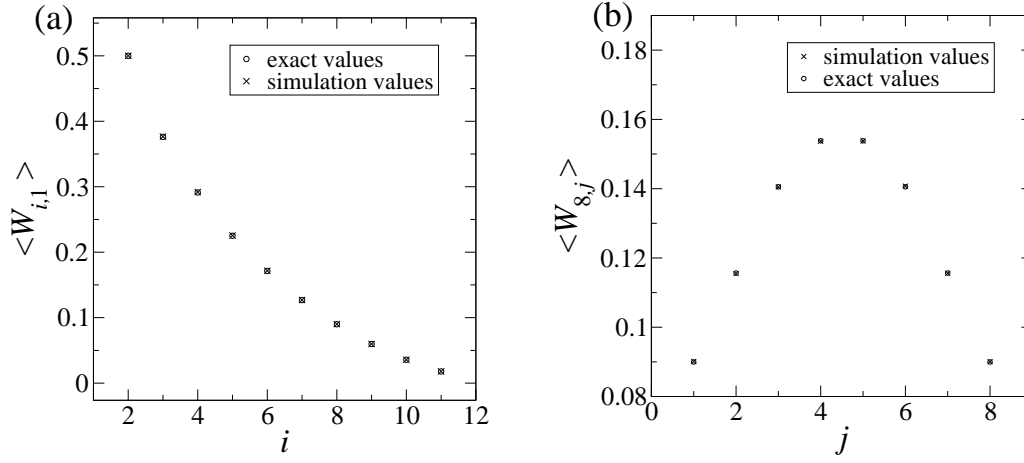 (a)
exact values
simulation values
<W_{i,1}>
0.5
0.4
0.3
0.2
0.1
0
2 4 6 8 10 12
i
(b)
simulation values
exact values
<W_{8,j}>
0.18
0.16
0.14
0.12
0.1
0.08
0 2 4 6 8
j